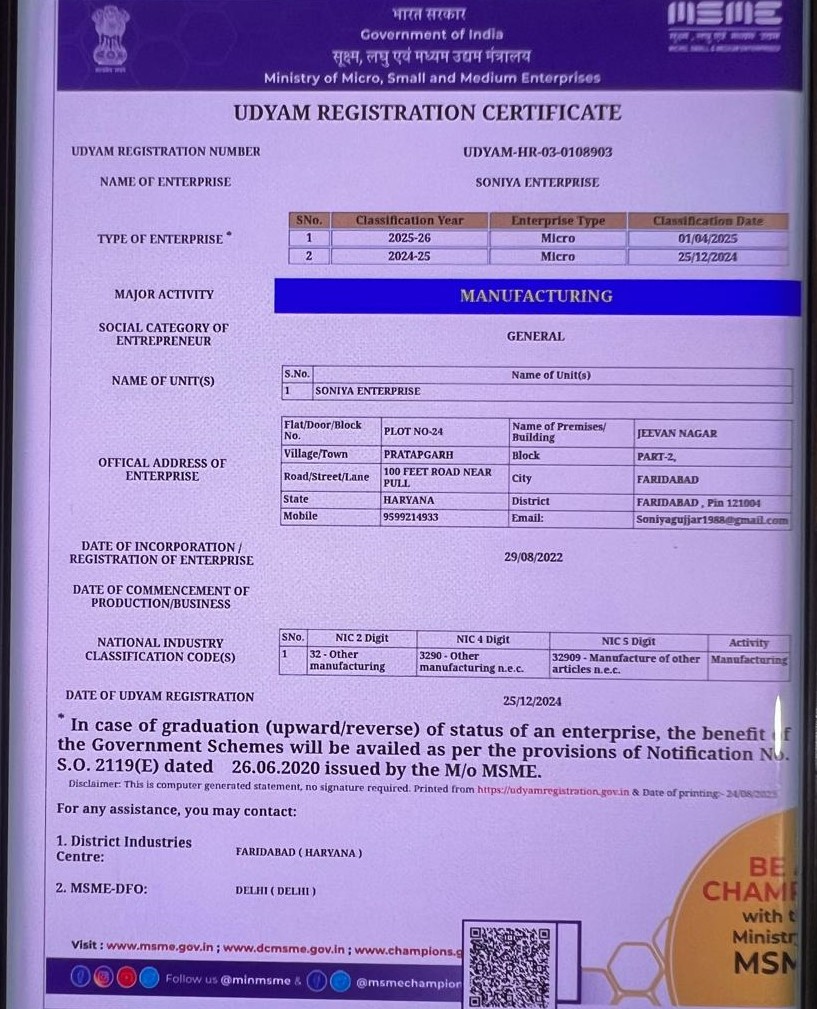 भारत सरकार
Government of India
सूक्ष्म, लघु एवं मध्यम उद्यम मंत्रालय
Ministry of Micro, Small and Medium Enterprises
MSME
UDYAM REGISTRATION CERTIFICATE
UDYAM REGISTRATION NUMBER UDYAM-HR-03-0108903
NAME OF ENTERPRISE SONIYA ENTERPRISE
TYPE OF ENTERPRISE *
SNo. Classification Year Enterprise Type Classification Date
1 2025-26 Micro 01/04/2025
2 2024-25 Micro 25/12/2024
MAJOR ACTIVITY MANUFACTURING
SOCIAL CATEGORY OF
ENTREPRENEUR
GENERAL
NAME OF UNIT(S)
S.No. Name of Unit(s)
1 SONIYA ENTERPRISE
OFFICAL ADDRESS OF
ENTERPRISE
Flat/Door/Block
No.
PLOT NO-24
Name of Premises/
Building
JEEVAN NAGAR
Village/Town PRATAPGARH Block PART-2,
Road/Street/Lane
100 FEET ROAD NEAR
PULL
City FARIDABAD
State HARYANA District FARIDABAD , Pin 121004
Mobile 9599214933 Email: Soniyagujjar1988@gmail.com
DATE OF INCORPORATION /
REGISTRATION OF ENTERPRISE
29/08/2022
DATE OF COMMENCEMENT OF
PRODUCTION/BUSINESS
NATIONAL INDUSTRY
CLASSIFICATION CODE(S)
SNo. NIC 2 Digit NIC 4 Digit NIC 5 Digit Activity
1
32 - Other
manufacturing
3290 - Other
manufacturing n.e.c.
32909 - Manufacture of other
articles n.e.c.
Manufacturing
DATE OF UDYAM REGISTRATION 25/12/2024
* In case of graduation (upward/reverse) of status of an enterprise, the benefit of
the Government Schemes will be availed as per the provisions of Notification No.
S.O. 2119(E) dated 26.06.2020 issued by the M/o MSME.
Disclaimer: This is computer generated statement, no signature required. Printed from https://udyamregistration.gov.in & Date of printing:-
For any assistance, you may contact:
1. District Industries
Centre:
FARIDABAD ( HARYANA )
2. MSME-DFO: DELHI ( DELHI )
BE
CHAMP
with t
Ministr
MSM
Visit : www.msme.gov.in ; www.dcmsme.gov.in ; www.champions.g
Follow us @minmsme & @msmechampion